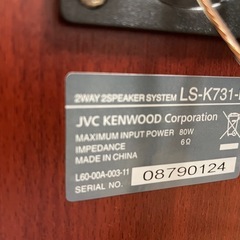 2WAY 2SPEAKER SYSTEM LS-K731-
JVC KENWOOD Corporation
MAXIMUM INPUT POWER 80W
IMPEDANCE 6Ω
MADE IN CHINA
L60-00A-003-11
SERIAL NO. 08790124